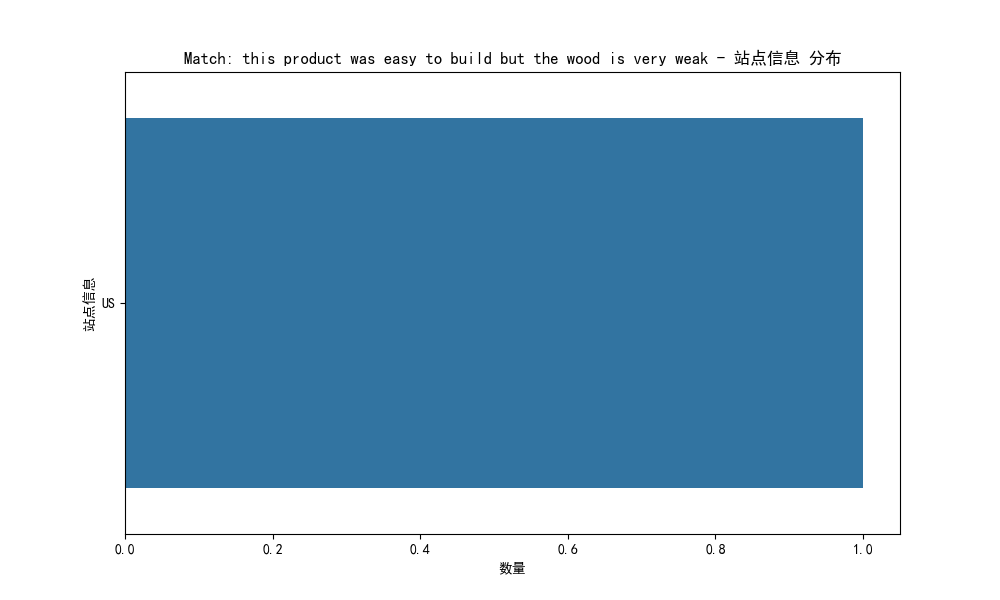 Match: this product was easy to build but the wood is very weak - 站点信息 分布
站点信息
US
0.0 0.2 0.4 0.6 0.8 1.0
数量